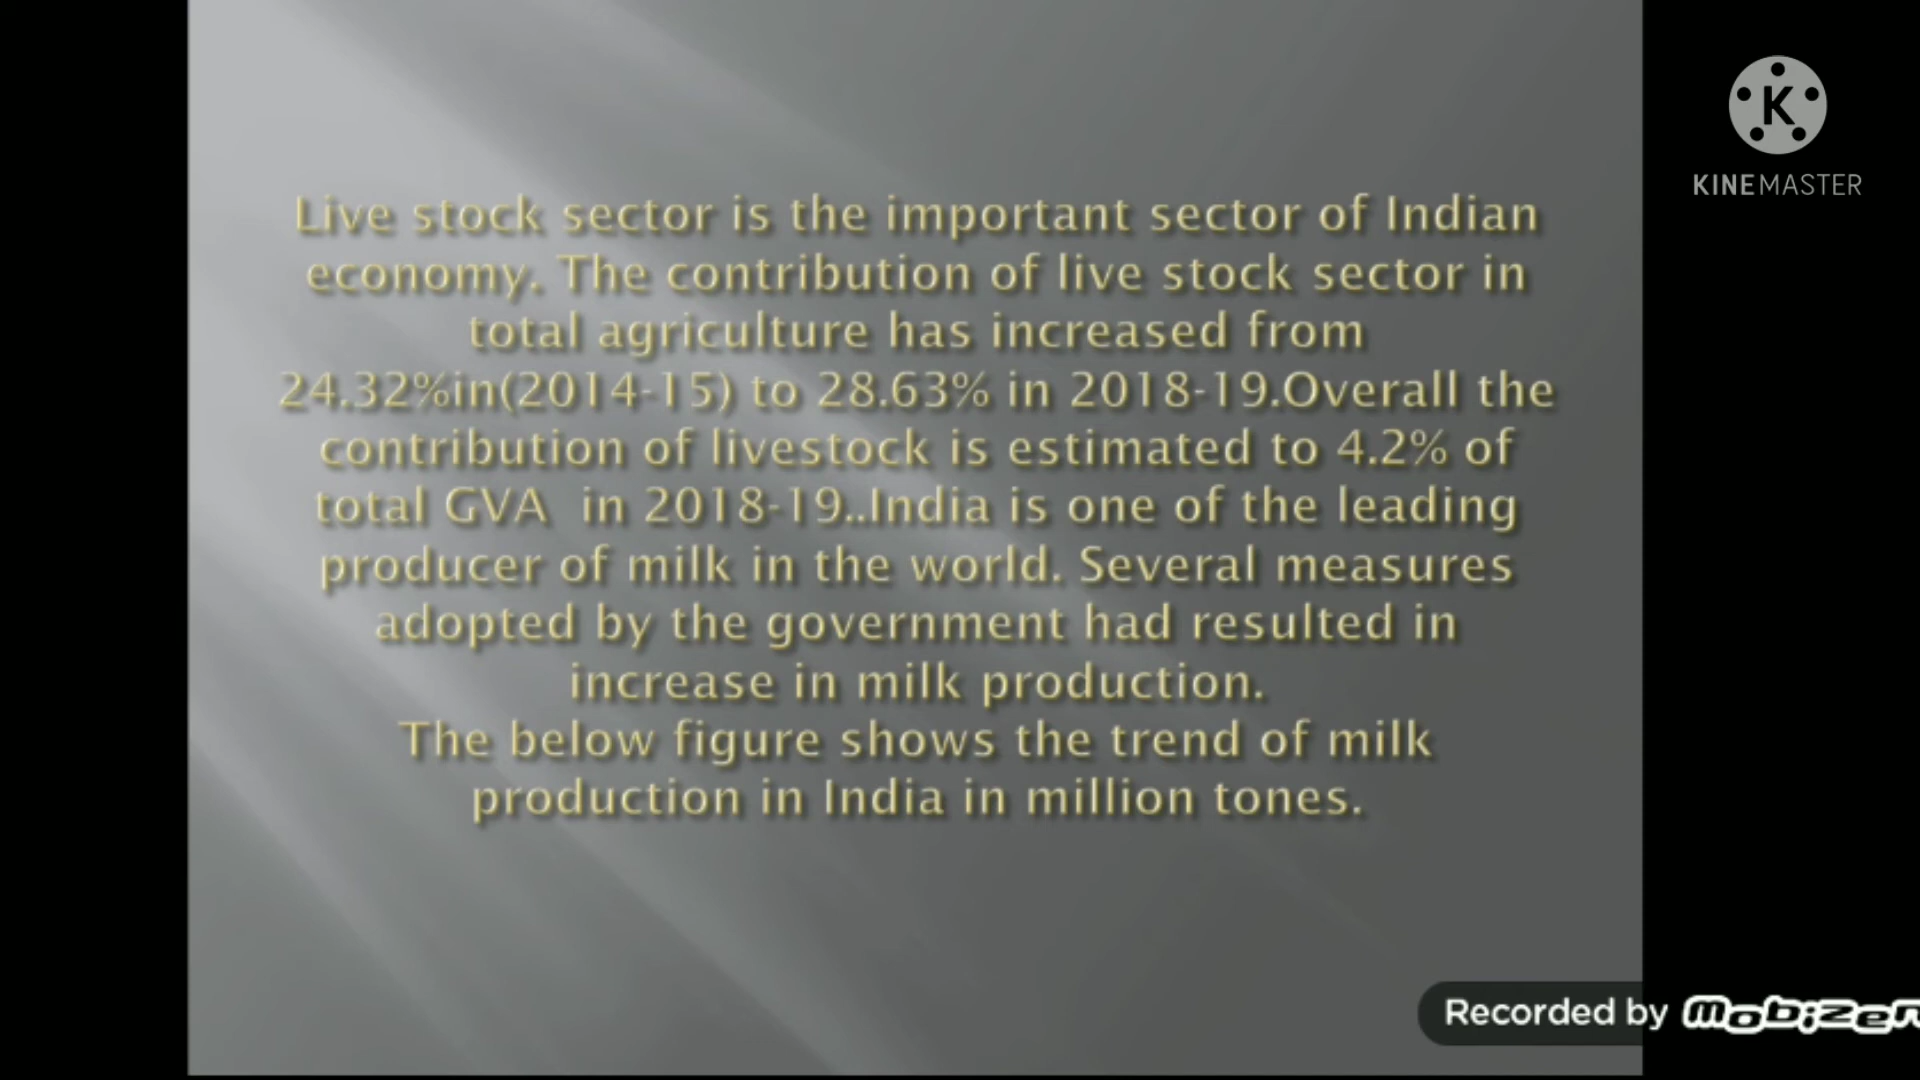 Live stock sector is the important sector of Indian
economy. The contribution of live stock sector in
total agriculture has increased from
24.32%in(2014-15) to 28.63% in 2018-19.Overall the
contribution of livestock is estimated to 4.2% of
total GVA  in 2018-19..India is one of the leading
producer of milk in the world. Several measures
adopted by the government had resulted in
increase in milk production.
The below figure shows the trend of milk
production in India in million tones.
K
KINEMASTER
Recorded by mobizen